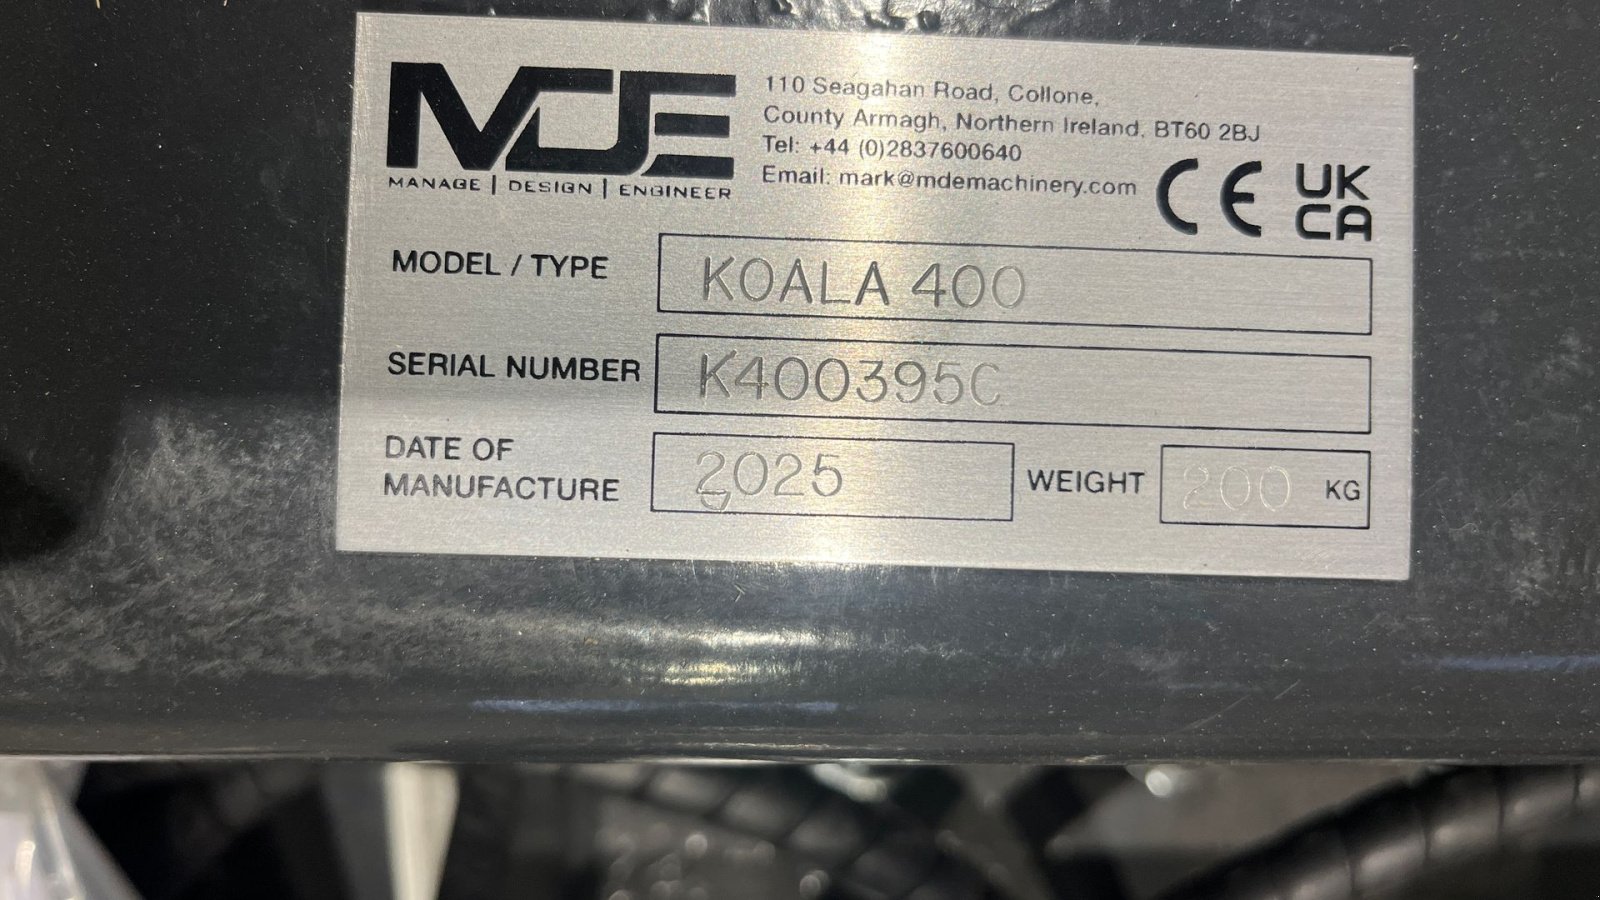 MDE
MANAGE | DESIGN | ENGINEER
110 Seagahan Road, Collone,
County Armagh, Northern Ireland, BT60 2BJ
Tel: +44 (0)2837600640
Email: mark@mdemachinery.com
CE
UK
CA
MODEL / TYPE KOALA 400
SERIAL NUMBER K400395C
DATE OF
MANUFACTURE 2025 WEIGHT 200 KG